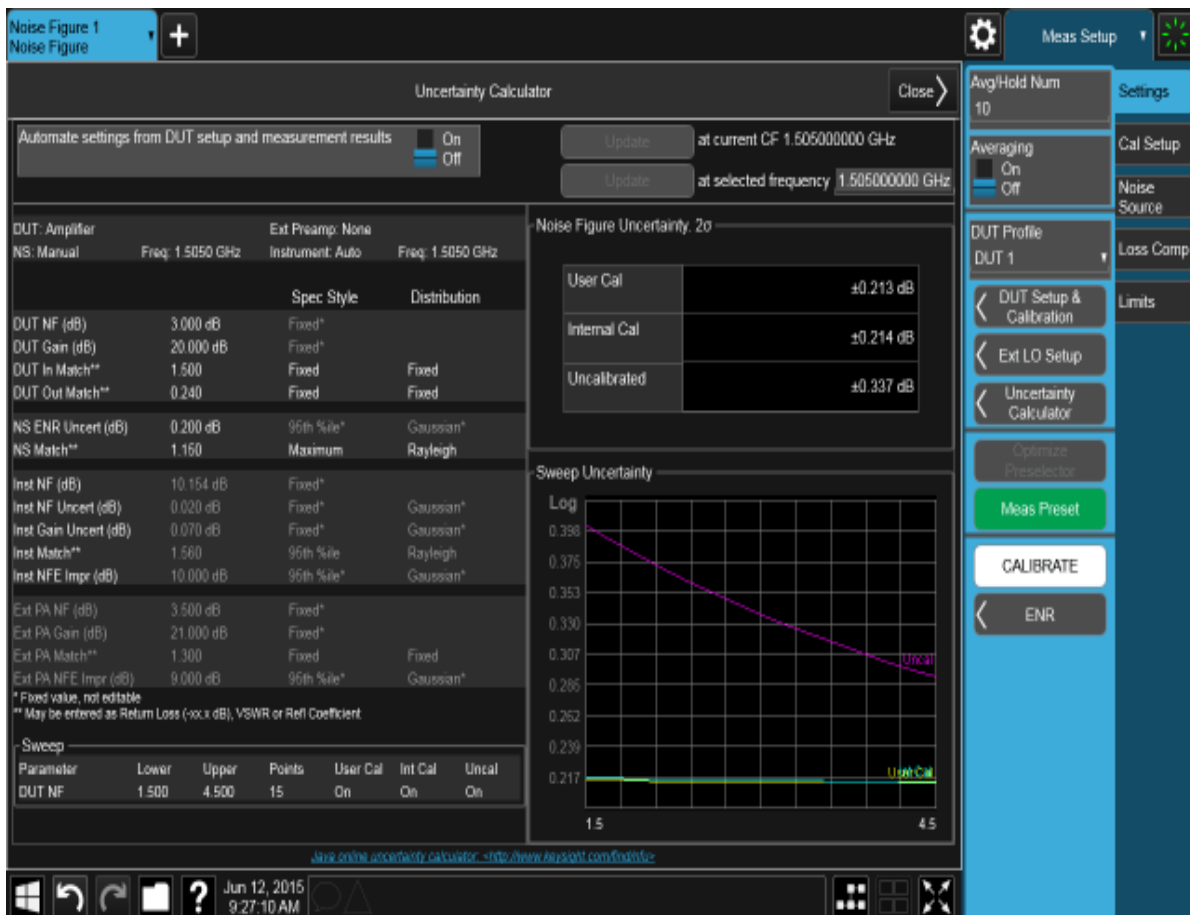 Noise Figure 1
Noise Figure
Meas Setup
Uncertainty Calculator
Close
Automate settings from DUT setup and measurement results
On
Off
Update at current CF 1.505000000 GHz
Update at selected frequency 1.505000000 GHz
DUT: Amplifier Ext Preamp: None
NS: Manual Freq: 1.5050 GHz Instrument: Auto Freq: 1.5050 GHz
Spec Style Distribution
DUT NF (dB) 3.000 dB Fixed*
DUT Gain (dB) 20.000 dB Fixed*
DUT In Match** 1.500 Fixed Fixed
DUT Out Match** 0.240 Fixed Fixed
NS ENR Uncert (dB) 0.200 dB 95th %ile* Gaussian*
NS Match** 1.150 Maximum Rayleigh
Inst NF (dB) 10.154 dB Fixed*
Inst NF Uncert (dB) 0.020 dB Fixed* Gaussian*
Inst Gain Uncert (dB) 0.070 dB Fixed* Gaussian*
Inst Match** 1.560 95th %ile Rayleigh
Inst NFE Impr (dB) 10.000 dB 95th %ile* Gaussian*
Ext PA NF (dB) 3.500 dB Fixed*
Ext PA Gain (dB) 21.000 dB Fixed*
Ext PA Match** 1.300 Fixed Fixed
Ext PA NFE Impr (dB) 9.000 dB 95th %ile* Gaussian*
* Fixed value, not editable
** May be entered as Return Loss (-xx.x dB), VSWR or Refl Coefficient
Sweep
Parameter Lower Upper Points User Cal Int Cal Uncal
DUT NF 1.500 4.500 15 On On On
Noise Figure Uncertainty, 2σ
User Cal ±0.213 dB
Internal Cal ±0.214 dB
Uncalibrated ±0.337 dB
Sweep Uncertainty
Log
0.398
0.375
0.353
0.330
0.307
0.285
0.262
0.239
0.217
Uncal
1.5 4.5
Java online uncertainty calculator: <http://www.keysight.com/find/nfu>
Avg/Hold Num
10
Averaging
On
Off
DUT Profile
DUT 1
DUT Setup &
Calibration
Ext LO Setup
Uncertainty
Calculator
Optimize
Preselector
Meas Preset
CALIBRATE
ENR
Settings
Cal Setup
Noise
Source
Loss Comp
Limits
?
Jun 12, 2015
9:27:10 AM